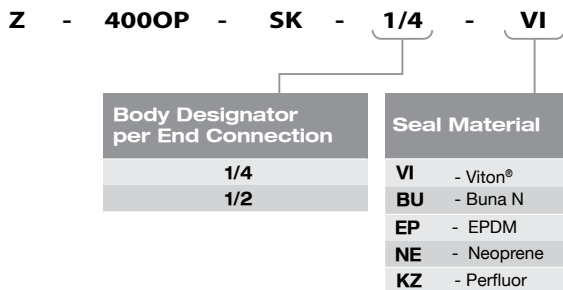 Z - 400OP - SK - 1/4 - VI
Body Designator
per End Connection
1/4
1/2
Seal Material
VI - Viton®
BU - Buna N
EP - EPDM
NE - Neoprene
KZ - Perfluor